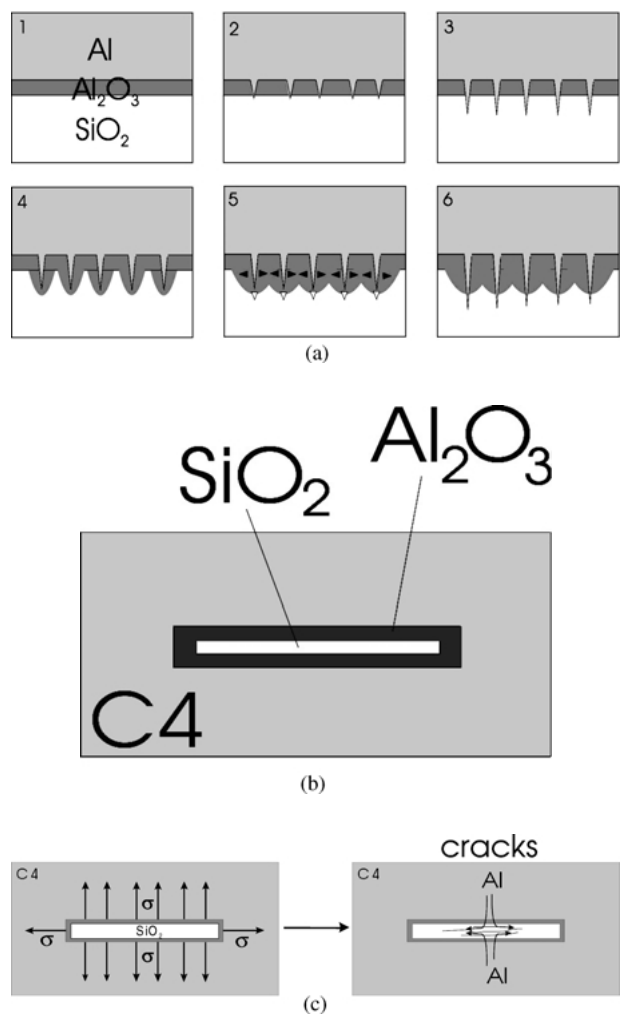 1
Al
Al₂O₃
SiO₂
2
3
4
5
6
(a)
SiO₂
Al₂O₃
C4
(b)
C4
σ
σ
SiO₂
σ
σ
cracks
C4
Al
Al
(c)